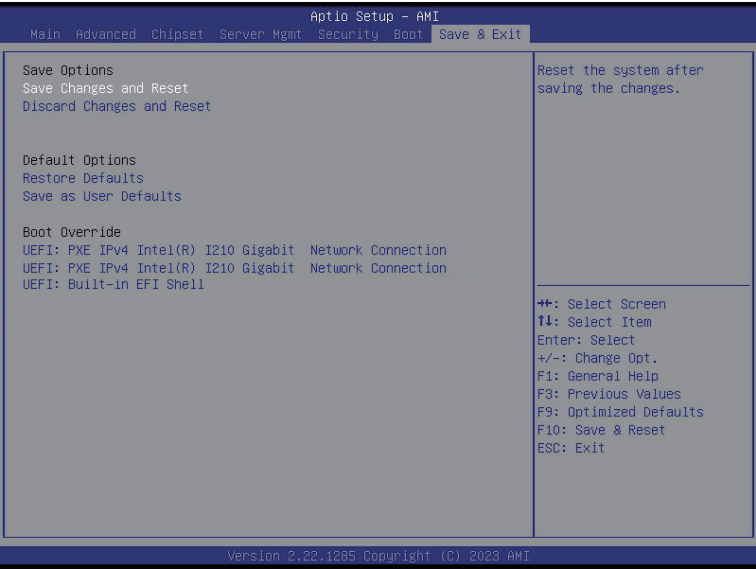 Aptio Setup – AMI
Main Advanced Chipset Server Mgmt Security Boot Save & Exit
Save Options
Save Changes and Reset
Discard Changes and Reset
Default Options
Restore Defaults
Save as User Defaults
Boot Override
UEFI: PXE IPv4 Intel(R) I210 Gigabit Network Connection
UEFI: PXE IPv4 Intel(R) I210 Gigabit Network Connection
UEFI: Built-in EFI Shell
Reset the system after
saving the changes.
→←: Select Screen
↑↓: Select Item
Enter: Select
+/-: Change Opt.
F1: General Help
F3: Previous Values
F9: Optimized Defaults
F10: Save & Reset
ESC: Exit
Version 2.22.1285 Copyright (C) 2023 AMI